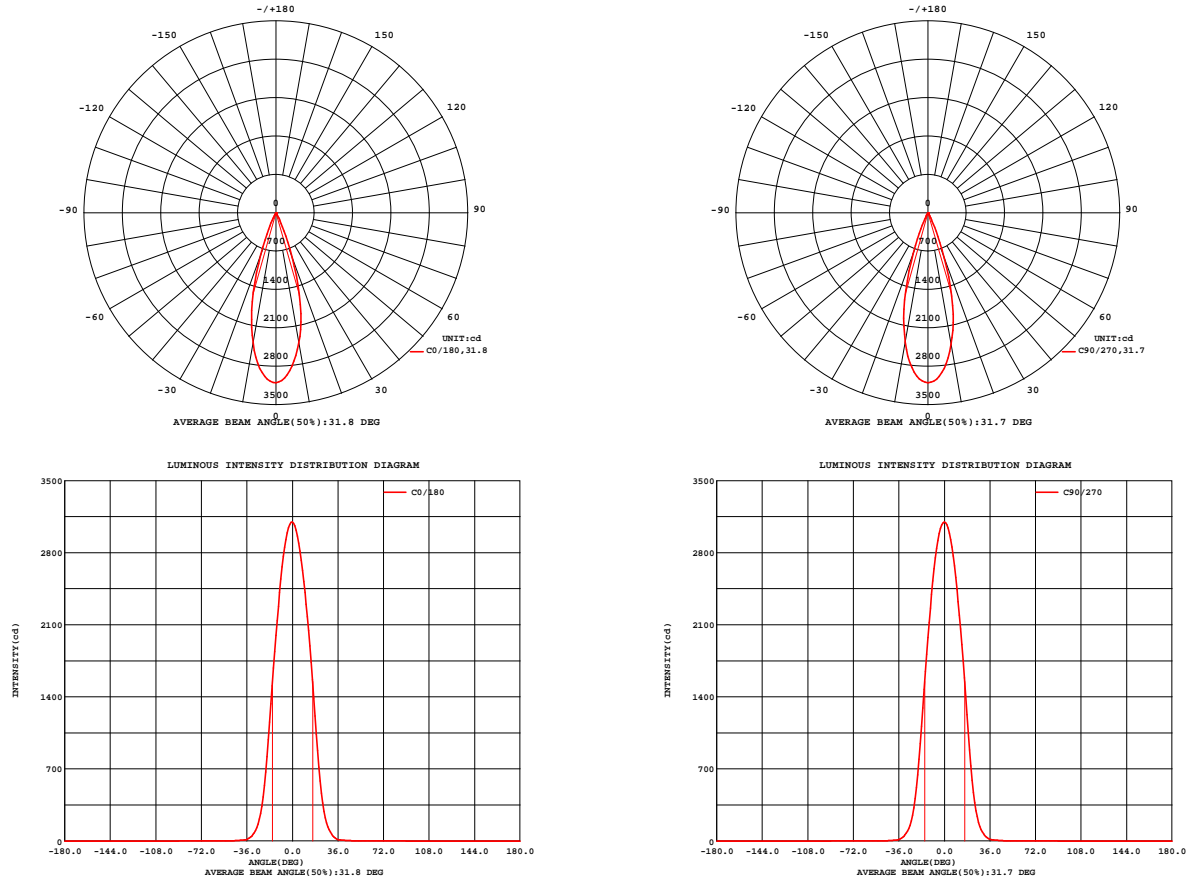 -/+180
-150 150
-120 120
-90 90
-60 60
-30 30
0
700
1400
2100
2800
3500
0
UNIT:cd
C0/180,31.8
AVERAGE BEAM ANGLE(50%):31.8 DEG
-/+180
-150 150
-120 120
-90 90
-60 60
-30 30
0
700
1400
2100
2800
3500
0
UNIT:cd
C90/270,31.7
AVERAGE BEAM ANGLE(50%):31.7 DEG
LUMINOUS INTENSITY DISTRIBUTION DIAGRAM
C0/180
INTENSITY(cd)
3500
2800
2100
1400
700
0
-180.0 -144.0 -108.0 -72.0 -36.0 0.0 36.0 72.0 108.0 144.0 180.0
ANGLE(DEG)
AVERAGE BEAM ANGLE(50%):31.8 DEG
LUMINOUS INTENSITY DISTRIBUTION DIAGRAM
C90/270
INTENSITY(cd)
3500
2800
2100
1400
700
0
-180.0 -144.0 -108.0 -72.0 -36.0 0.0 36.0 72.0 108.0 144.0 180.0
ANGLE(DEG)
AVERAGE BEAM ANGLE(50%):31.7 DEG